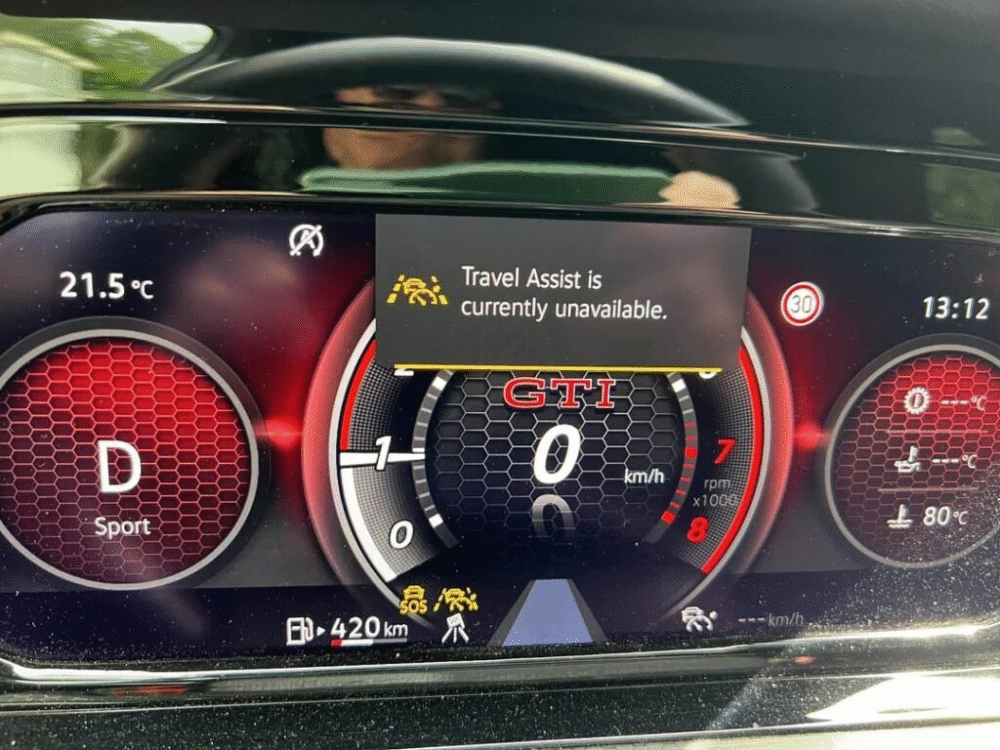 21.5 °C
Travel Assist is
currently unavailable.
30
13:12
GTI
D
Sport
1
0
0
km/h
7
rpm
x1000
8
---°C
---°C
80°C
SOS
420 km
--- km/h